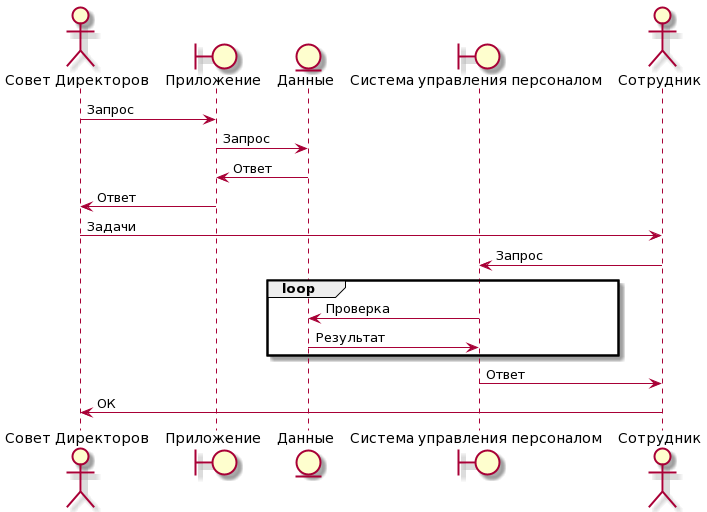 Совет Директоров Приложение Данные Система управления персоналом Сотрудник
Запрос
Запрос
Ответ
Ответ
Задачи
Запрос
loop
Проверка
Результат
Ответ
ОК
Совет Директоров Приложение Данные Система управления персоналом Сотрудник